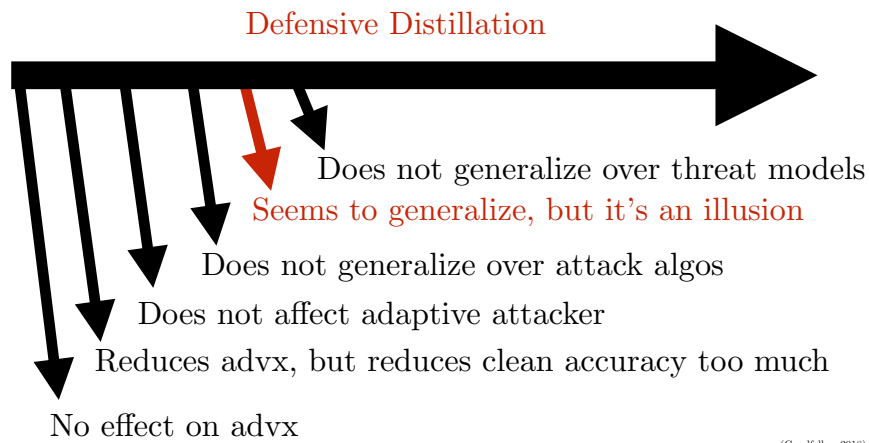 Defensive Distillation
Does not generalize over threat models
Seems to generalize, but it's an illusion
Does not generalize over attack algos
Does not affect adaptive attacker
Reduces advx, but reduces clean accuracy too much
No effect on advx